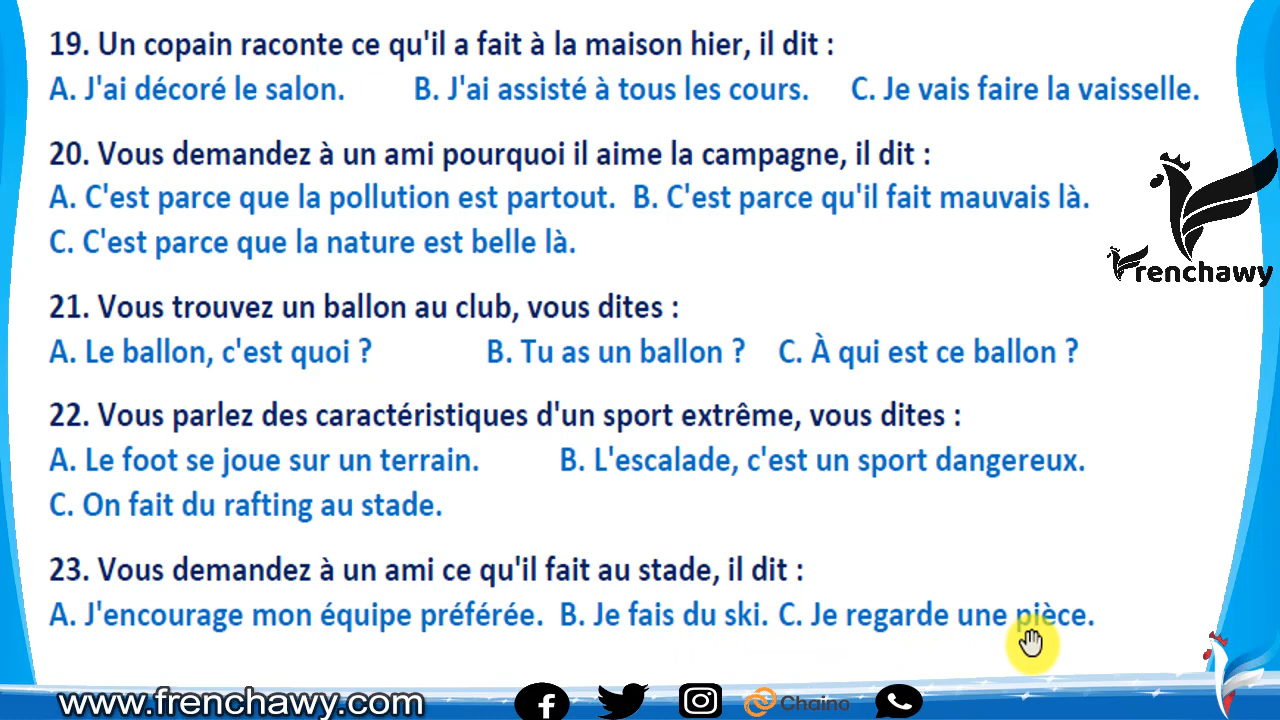 19. Un copain raconte ce qu'il a fait à la maison hier, il dit :
A. J'ai décoré le salon. B. J'ai assisté à tous les cours. C. Je vais faire la vaisselle.
20. Vous demandez à un ami pourquoi il aime la campagne, il dit :
A. C'est parce que la pollution est partout. B. C'est parce qu'il fait mauvais là.
C. C'est parce que la nature est belle là.
Frenchawy
21. Vous trouvez un ballon au club, vous dites :
A. Le ballon, c'est quoi ? B. Tu as un ballon ? C. À qui est ce ballon ?
22. Vous parlez des caractéristiques d'un sport extrême, vous dites :
A. Le foot se joue sur un terrain. B. L'escalade, c'est un sport dangereux.
C. On fait du rafting au stade.
23. Vous demandez à un ami ce qu'il fait au stade, il dit :
A. J'encourage mon équipe préférée. B. Je fais du ski. C. Je regarde une pièce.
www.frenchawy.com Chaino